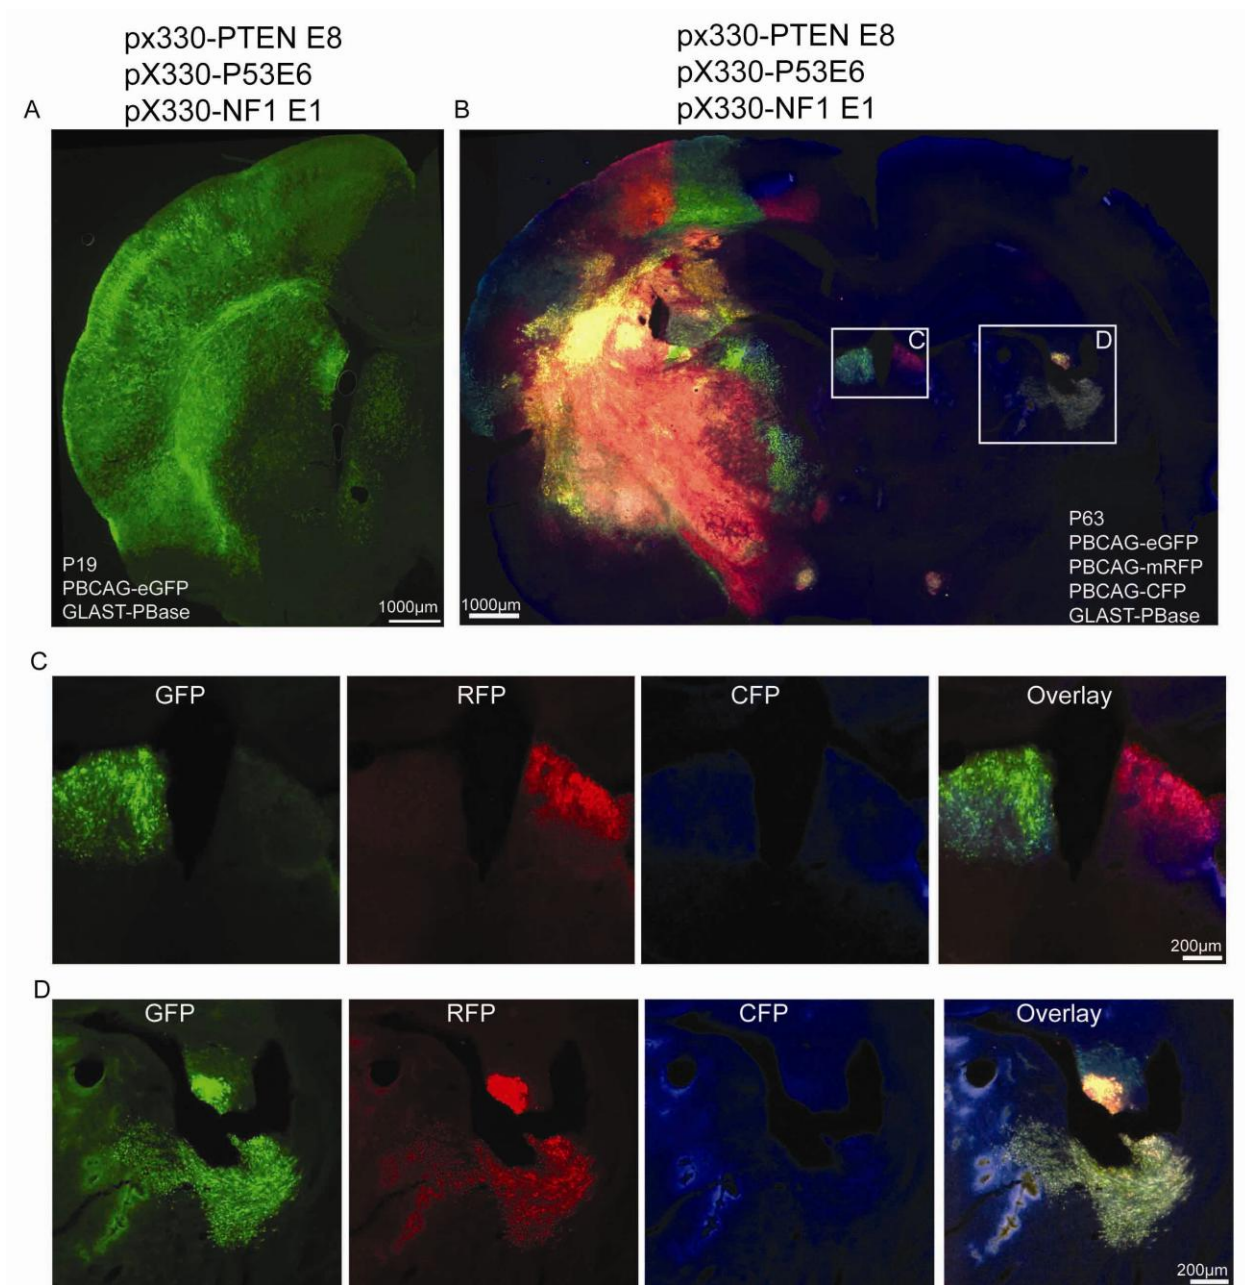 px330-PTEN E8
pX330-P53E6
pX330-NF1 E1
px330-PTEN E8
pX330-P53E6
pX330-NF1 E1
A
B
C
D
P19
PBCAG-eGFP
GLAST-PBase
1000µm
1000µm
P63
PBCAG-eGFP
PBCAG-mRFP
PBCAG-CFP
GLAST-PBase
C
GFP
RFP
CFP
Overlay
200µm
D
GFP
RFP
CFP
Overlay
200µm